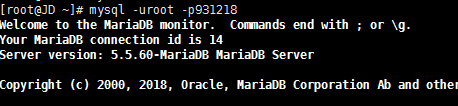 [root@JD ~]# mysql -uroot -p931218
Welcome to the MariaDB monitor.  Commands end with ; or \g.
Your MariaDB connection id is 14
Server version: 5.5.60-MariaDB MariaDB Server
Copyright (c) 2000, 2018, Oracle, MariaDB Corporation Ab and other